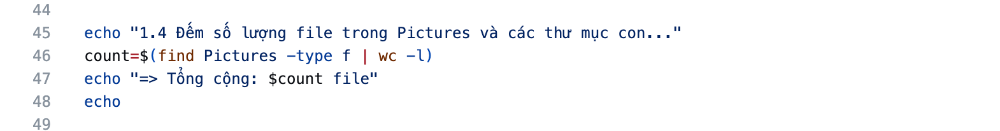 44
45 echo "1.4 Đếm số lượng file trong Pictures và các thư mục con..."
46 count=$(find Pictures -type f | wc -l)
47 echo "=> Tổng cộng: $count file"
48 echo
49